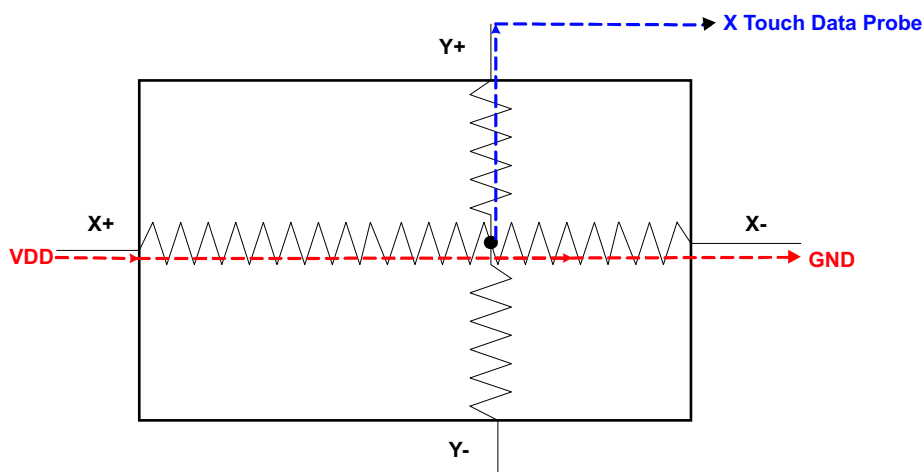 X Touch Data Probe
Y+
X+
X-
VDD
GND
Y-